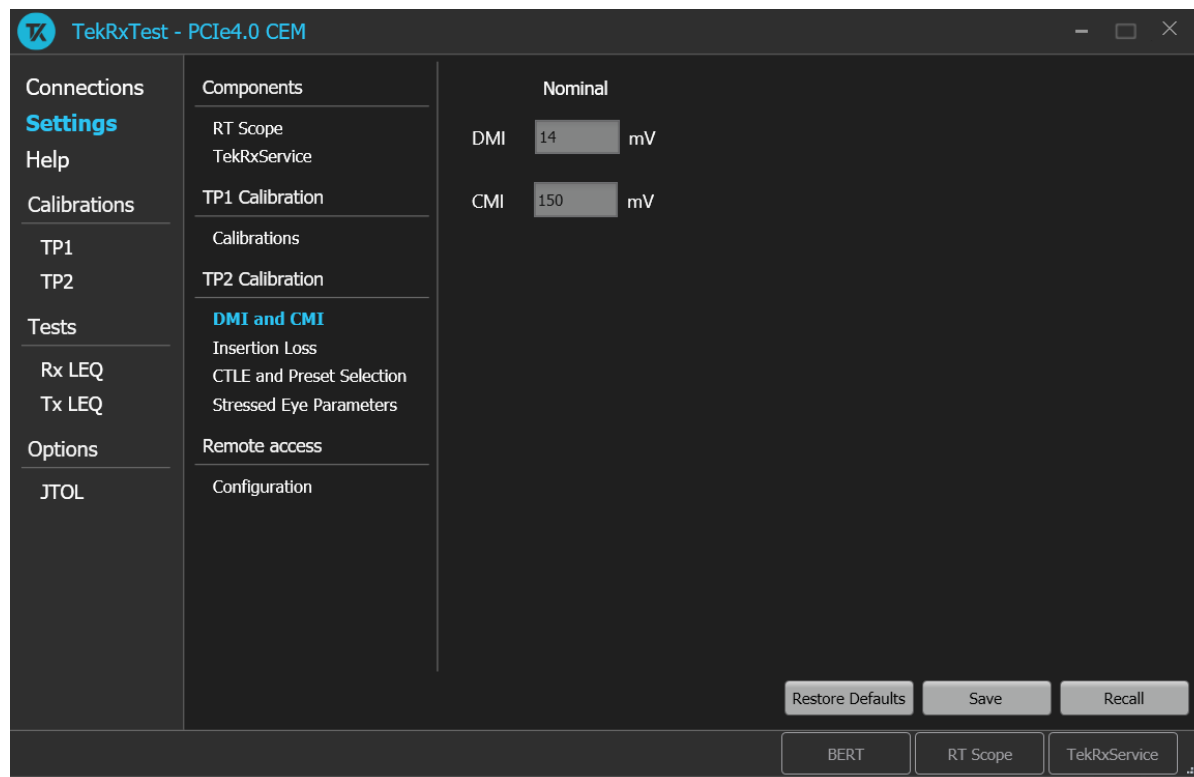 TekRxTest - PCIe4.0 CEM
Connections
Settings
Help
Calibrations
TP1
TP2
Tests
Rx LEQ
Tx LEQ
Options
JTOL
Components
RT Scope
TekRxService
TP1 Calibration
Calibrations
TP2 Calibration
DMI and CMI
Insertion Loss
CTLE and Preset Selection
Stressed Eye Parameters
Remote access
Configuration
Nominal
DMI 14 mV
CMI 150 mV
Restore Defaults Save Recall
BERT RT Scope TekRxService